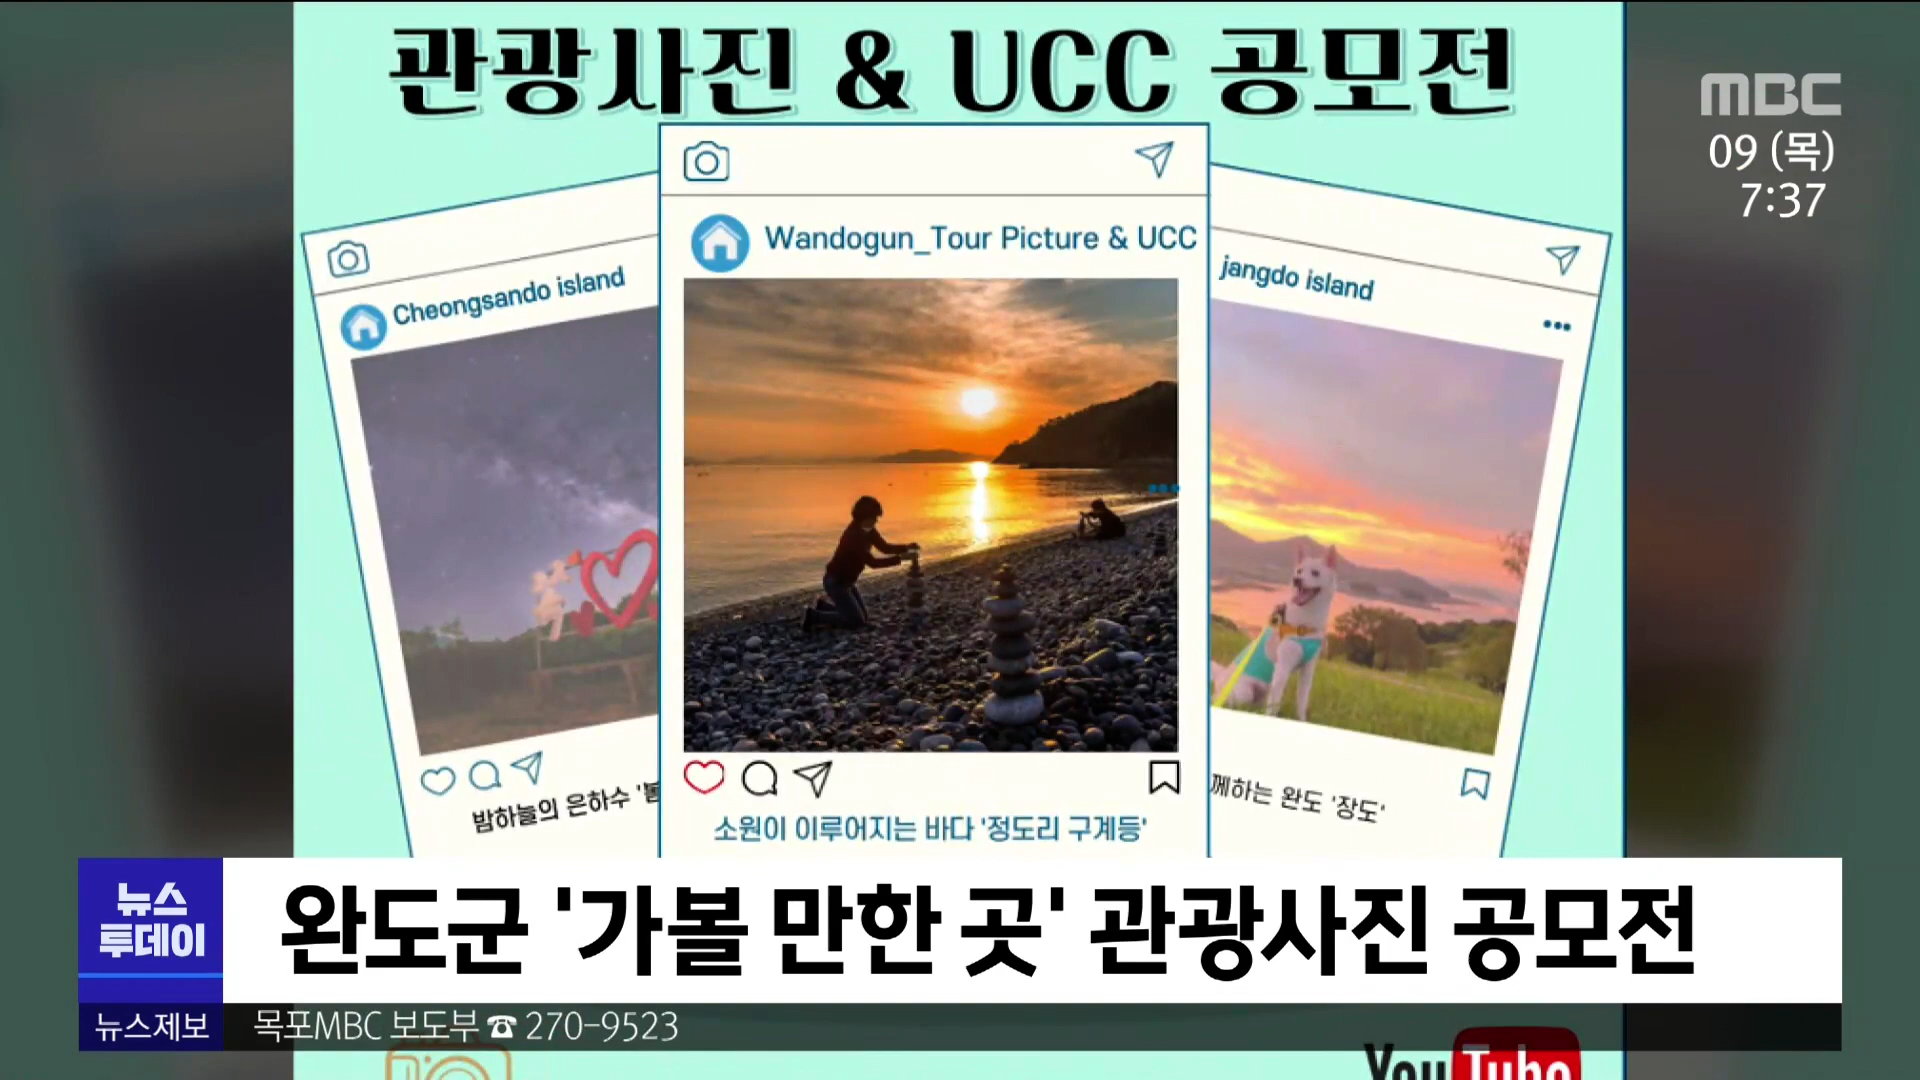 관광사진 & UCC 공모전
MBC
09 (목)
7:37
Wandogun_Tour Picture & UCC
Cheongsando island
jangdo island
밤하늘의 은하수
께하는 완도 '장도'
소원이 이루어지는 바다 '정도리 구계등'
뉴스
투데이
완도군 '가볼 만한 곳' 관광사진 공모전
뉴스제보
목포MBC 보도부 ☎ 270-9523
YouTube